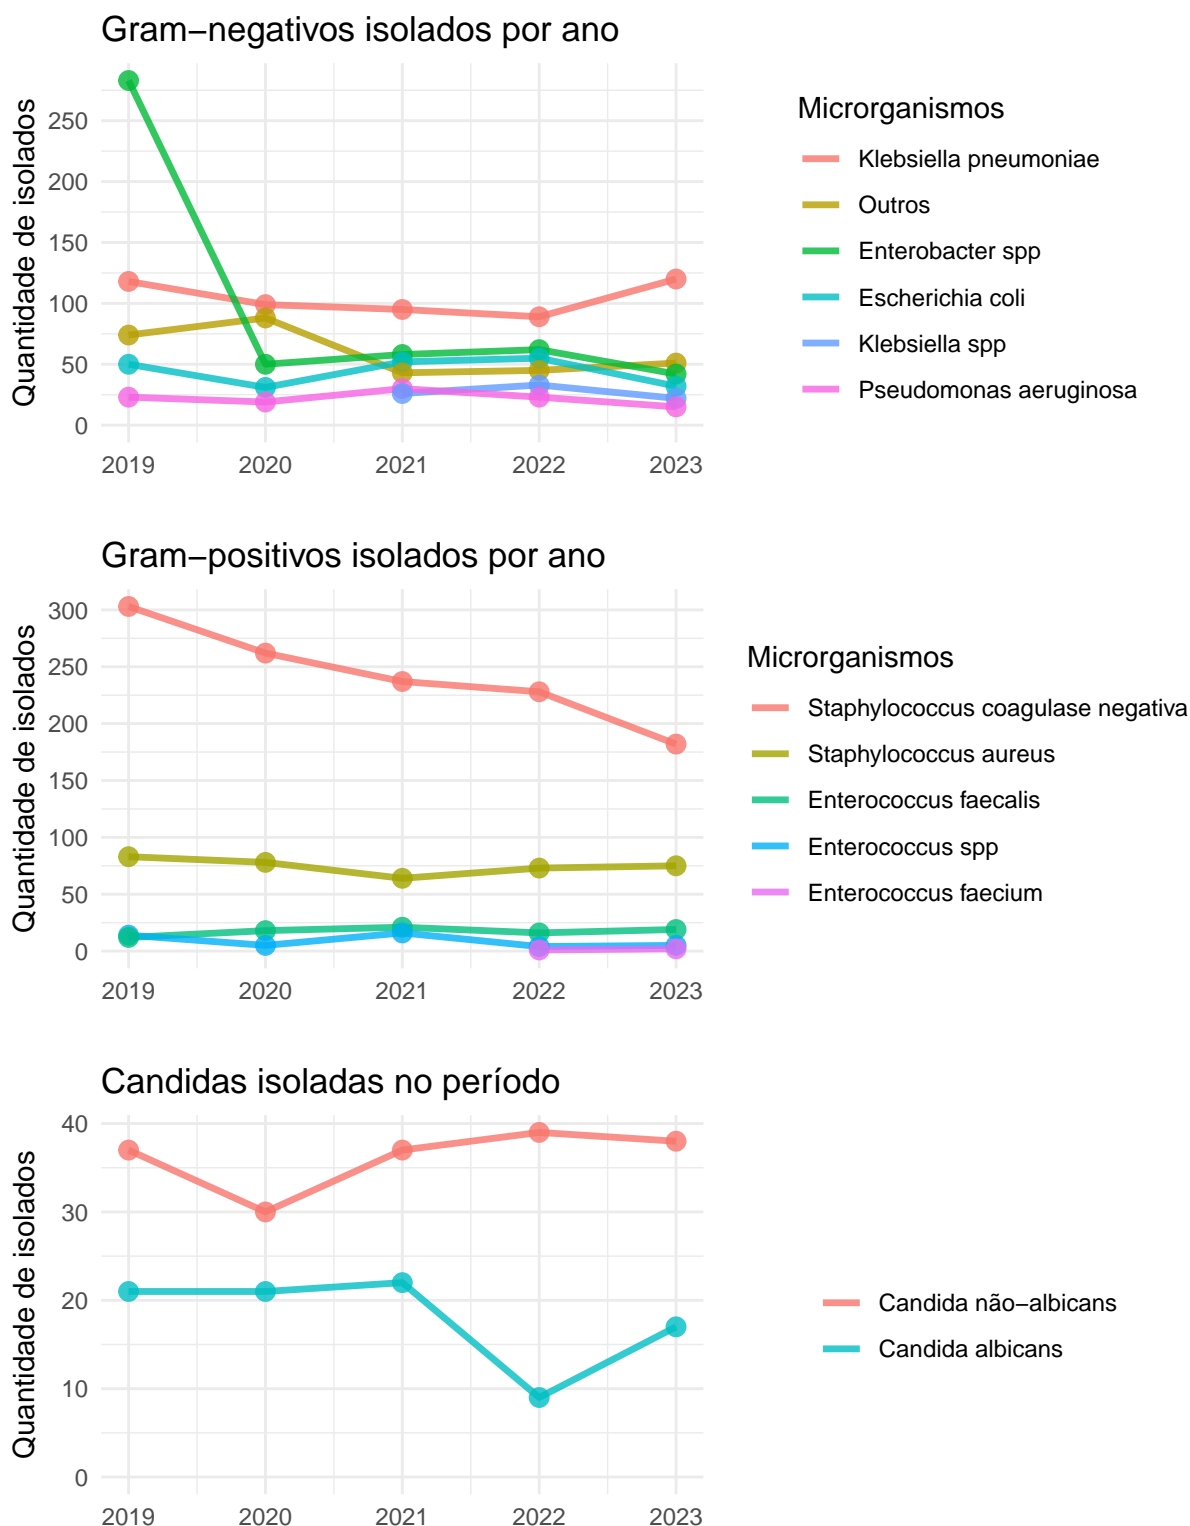 Gram−negativos isolados por ano
Quantidade de isolados
250
200
150
100
50
0
2019 2020 2021 2022 2023
Microrganismos
Klebsiella pneumoniae
Outros
Enterobacter spp
Escherichia coli
Klebsiella spp
Pseudomonas aeruginosa
Gram−positivos isolados por ano
Quantidade de isolados
300
250
200
150
100
50
0
2019 2020 2021 2022 2023
Microrganismos
Staphylococcus coagulase negativa
Staphylococcus aureus
Enterococcus faecalis
Enterococcus spp
Enterococcus faecium
Candidas isoladas no período
Quantidade de isolados
40
30
20
10
0
2019 2020 2021 2022 2023
Candida não−albicans
Candida albicans